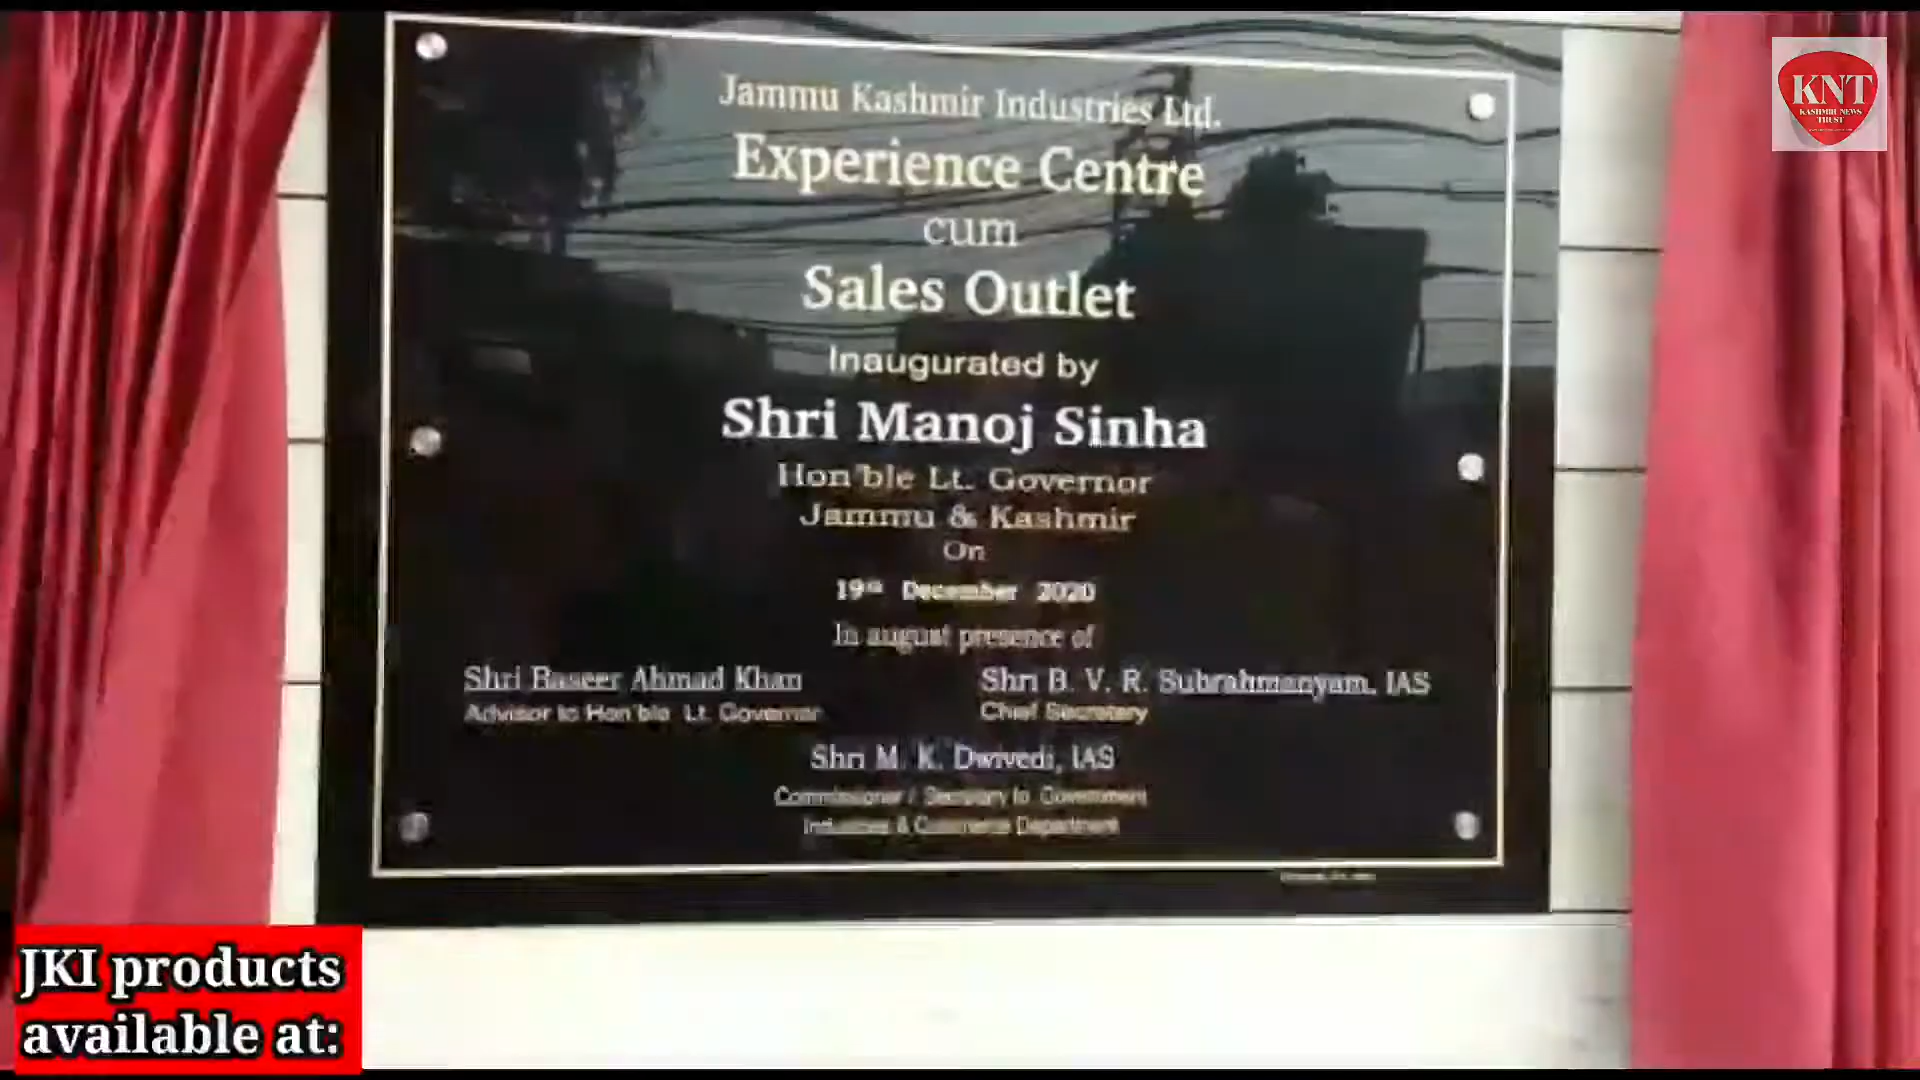 Jammu Kashmir Industries Ltd.
Experience Centre
cum
Sales Outlet
Inaugurated by
Shri Manoj Sinha
Hon'ble Lt. Governor
Jammu & Kashmir
On
19th December 2020
In august presence of
Shri Baseer Ahmad Khan
Advisor to Hon'ble Lt. Governor
Shri B. V. R. Subrahmanyam, IAS
Chief Secretary
Shri M. K. Dwivedi, IAS
Commissioner / Secretary to Government
Industries & Commerce Department
KNT
KASHMIR NEWS
TRUST
JKI products
available at: